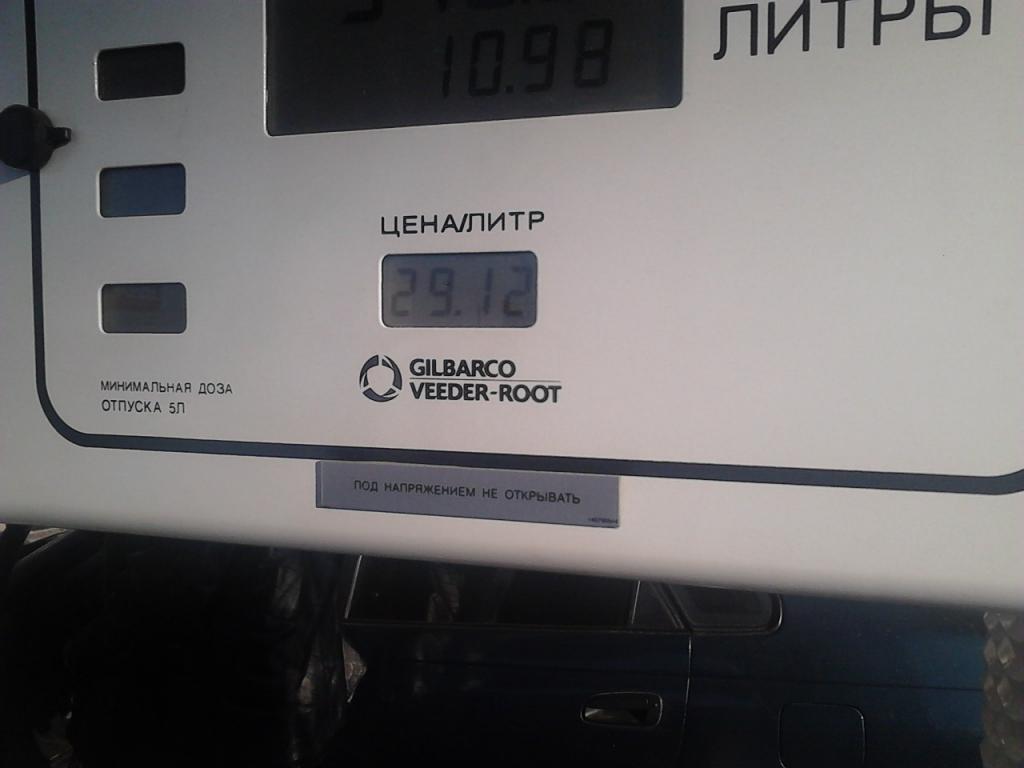 ЛИТРЫ
10.98
ЦЕНА/ЛИТР
29.12
GILBARCO
VEEDER-ROOT
МИНИМАЛЬНАЯ ДОЗА
ОТПУСКА 5Л
ПОД НАПРЯЖЕНИЕМ НЕ ОТКРЫВАТЬ